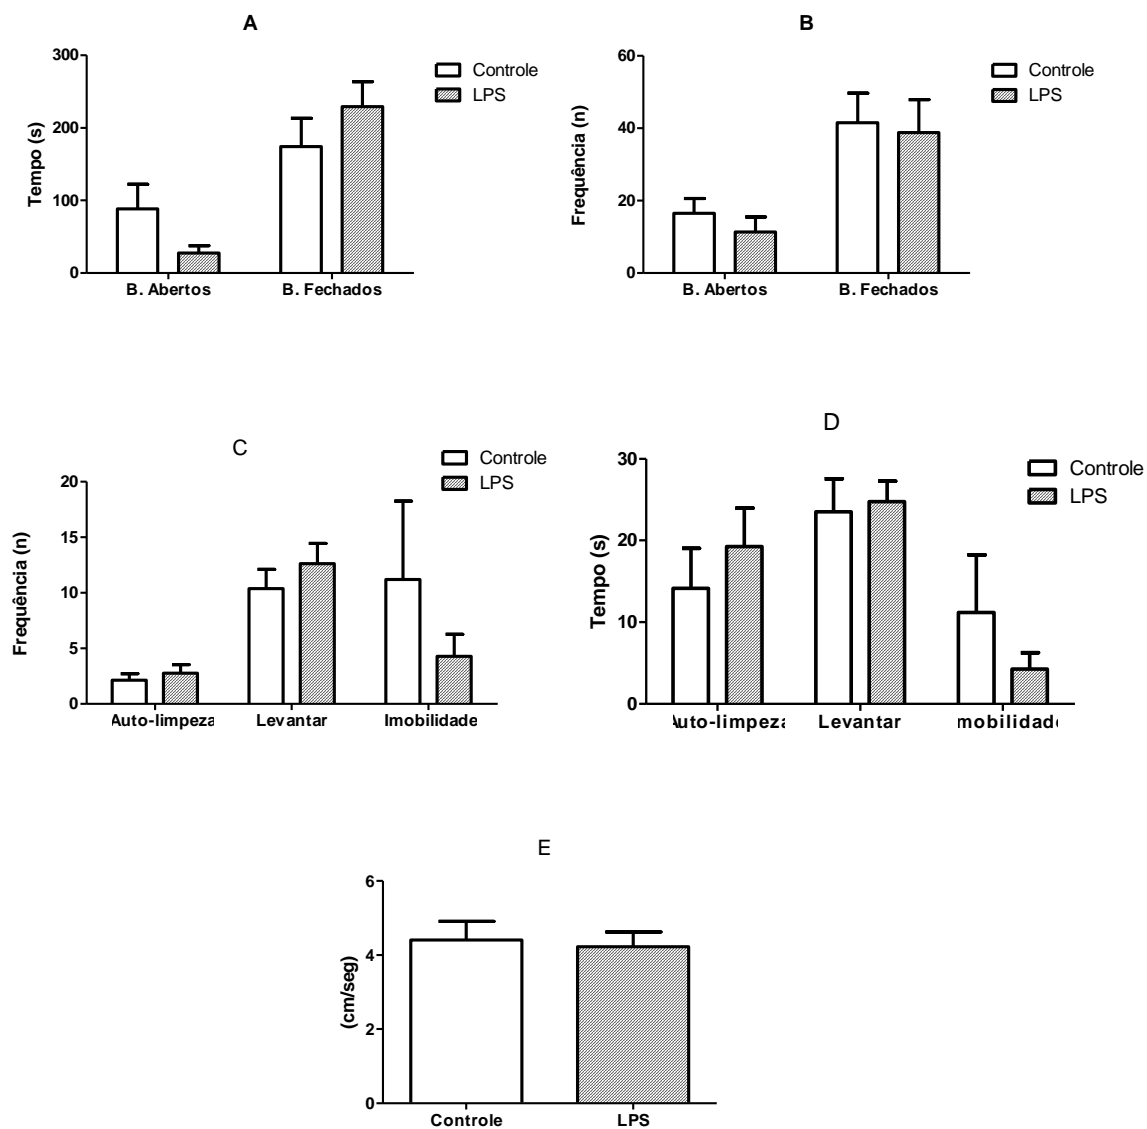 A
300
200
100
0
Tempo (s)
B. Abertos B. Fechados
Controle
LPS
B
60
40
20
0
Frequência (n)
B. Abertos B. Fechados
Controle
LPS
C
20
15
10
5
0
Frequência (n)
Auto-limpeza Levantar Imobilidade
Controle
LPS
D
30
20
10
0
Tempo (s)
uto-limpeza Levantar mobilidad
Controle
LPS
E
6
4
2
0
(cm/seg)
Controle LPS